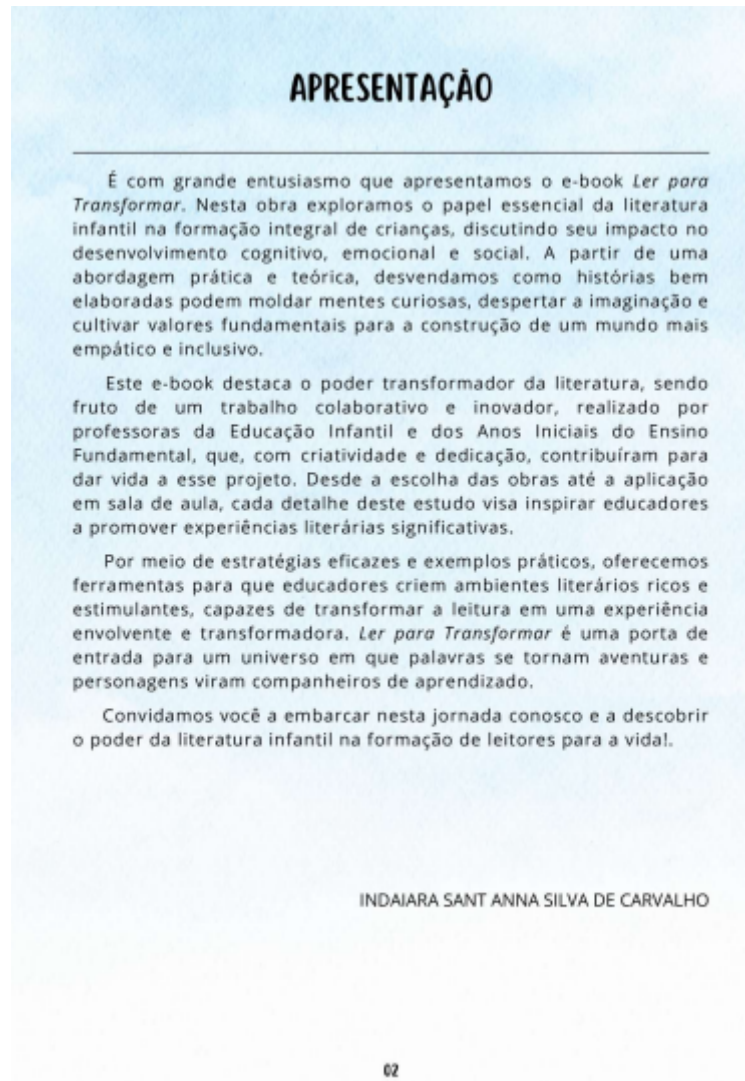 APRESENTAÇÃO
É com grande entusiasmo que apresentamos o e-book Ler para
Transformar. Nesta obra exploramos o papel essencial da literatura
infantil na formação integral de crianças, discutindo seu impacto no
desenvolvimento cognitivo, emocional e social. A partir de uma
abordagem prática e teórica, desvendamos como histórias bem
elaboradas podem moldar mentes curiosas, despertar a imaginação e
cultivar valores fundamentais para a construção de um mundo mais
empático e inclusivo.
Este e-book destaca o poder transformador da literatura, sendo
fruto de um trabalho colaborativo e inovador, realizado por
professoras da Educação Infantil e dos Anos Iniciais do Ensino
Fundamental, que, com criatividade e dedicação, contribuíram para
dar vida a esse projeto. Desde a escolha das obras até a aplicação
em sala de aula, cada detalhe deste estudo visa inspirar educadores
a promover experiências literárias significativas.
Por meio de estratégias eficazes e exemplos práticos, oferecemos
ferramentas para que educadores criem ambientes literários ricos e
estimulantes, capazes de transformar a leitura em uma experiência
envolvente e transformadora. Ler para Transformar é uma porta de
entrada para um universo em que palavras se tornam aventuras e
personagens viram companheiros de aprendizado.
Convidamos você a embarcar nesta jornada conosco e a descobrir
o poder da literatura infantil na formação de leitores para a vida!.
INDAIARA SANT ANNA SILVA DE CARVALHO
02